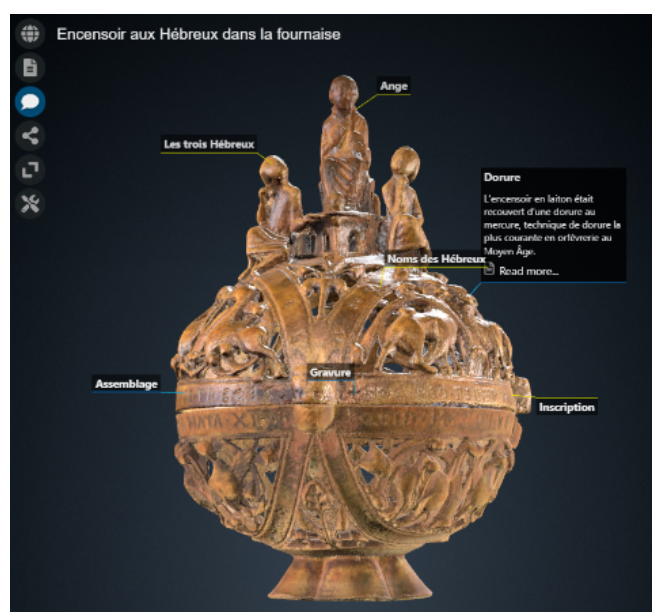 Encensoir aux Hébreux dans la fournaise
Ange
Les trois Hébreux
Dorure
L'encensoir en laiton était
recouvert d'une dorure au
mercure, technique de dorure la
plus courante en orfèvrerie au
Moyen Âge.
Noms des Hébreux
Read more...
Gravure
Assemblage
Inscription